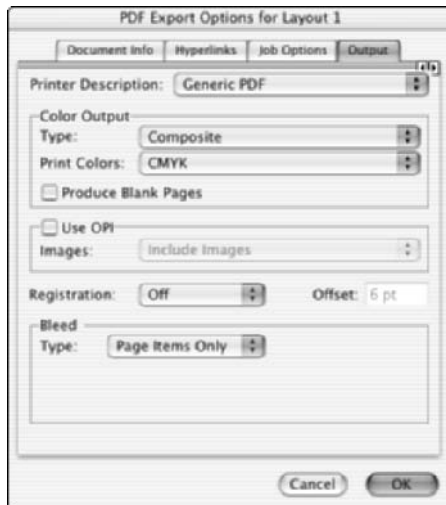 PDF Export Options for Layout 1
Document Info Hyperlinks Job Options Output
Printer Description: Generic PDF
Color Output
Type: Composite
Print Colors: CMYK
Produce Blank Pages
Use OPI
Images: Include Images
Registration: Off Offset: 6 pt
Bleed
Type: Page Items Only
Cancel OK